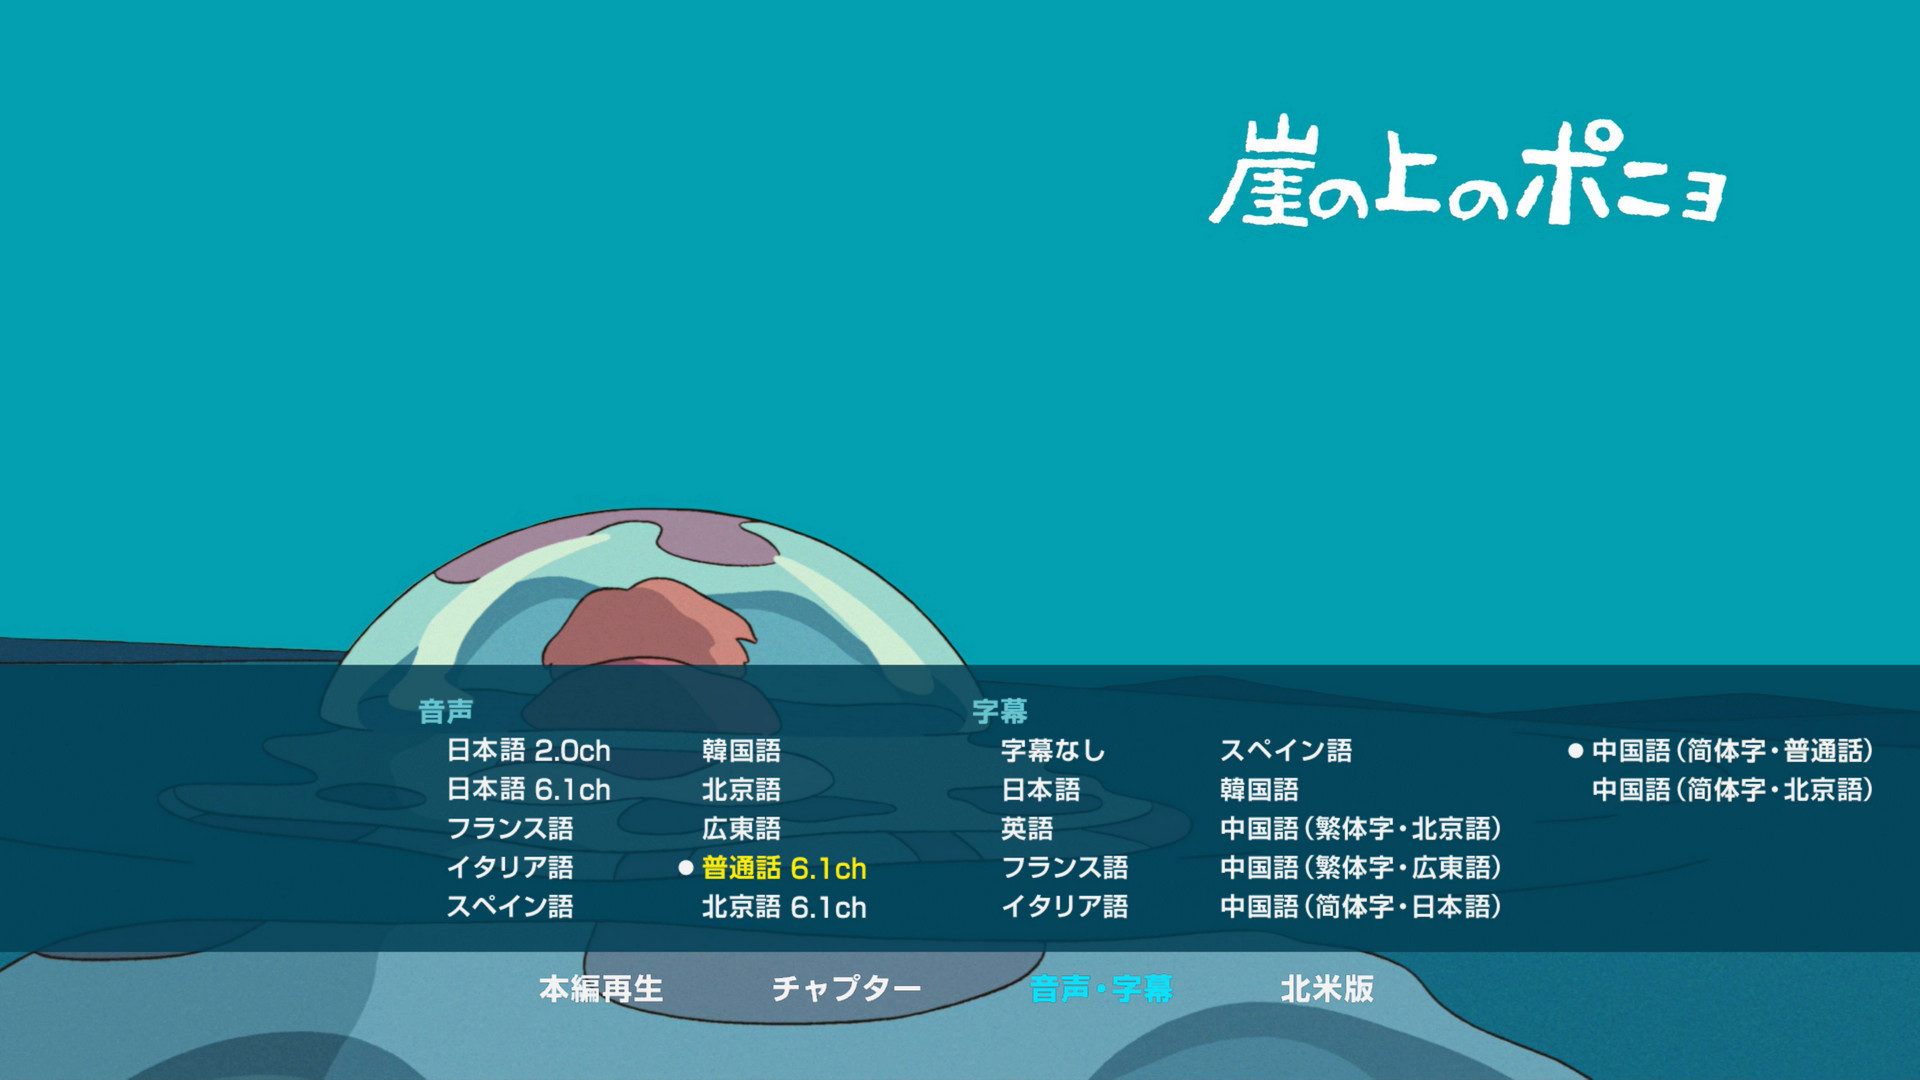 崖の上のポニョ
音声
日本語 2.0ch
日本語 6.1ch
フランス語
イタリア語
スペイン語
韓国語
北京語
広東語
普通話 6.1ch
北京語 6.1ch
字幕
字幕なし
日本語
英語
フランス語
イタリア語
スペイン語
韓国語
中国語（繁体字・北京語）
中国語（繁体字・広東語）
中国語（简体字・日本語）
中国語（简体字・普通話）
中国語（简体字・北京語）
本編再生 チャプター 音声・字幕 北米版